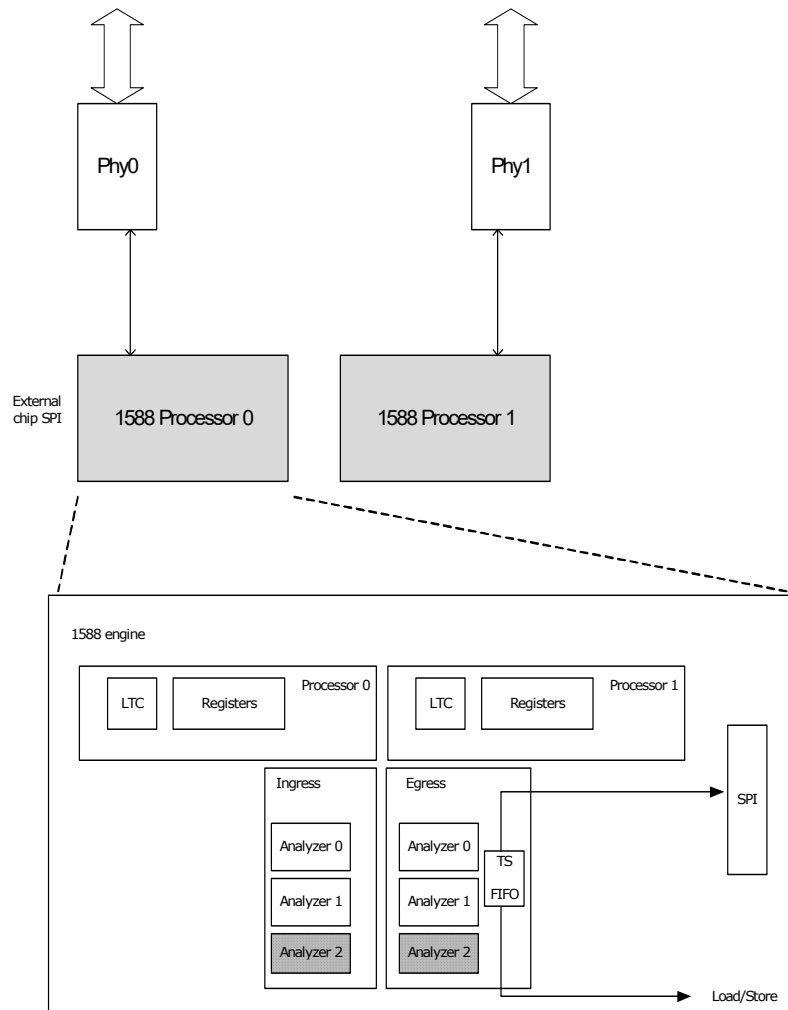 Phy0
Phy1
External
chip SPI
1588 Processor 0
1588 Processor 1
1588 engine
Processor 0
LTC
Registers
Processor 1
LTC
Registers
Ingress
Analyzer 0
Analyzer 1
Analyzer 2
Egress
Analyzer 0
Analyzer 1
Analyzer 2
TS
FIFO
SPI
Load/Store